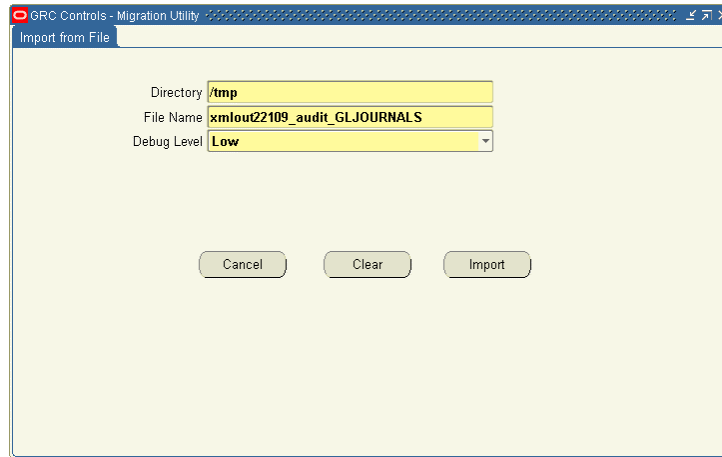 GRC Controls - Migration Utility
Import from File
Directory /tmp
File Name xmlout22109_audit_GLJOURNALS
Debug Level Low
Cancel Clear Import